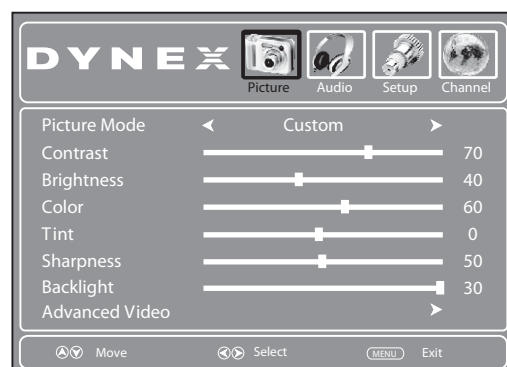 DYNEX
Picture Audio Setup Channel
Picture Mode Custom
Contrast 70
Brightness 40
Color 60
Tint 0
Sharpness 50
Backlight 30
Advanced Video
Move Select MENU Exit